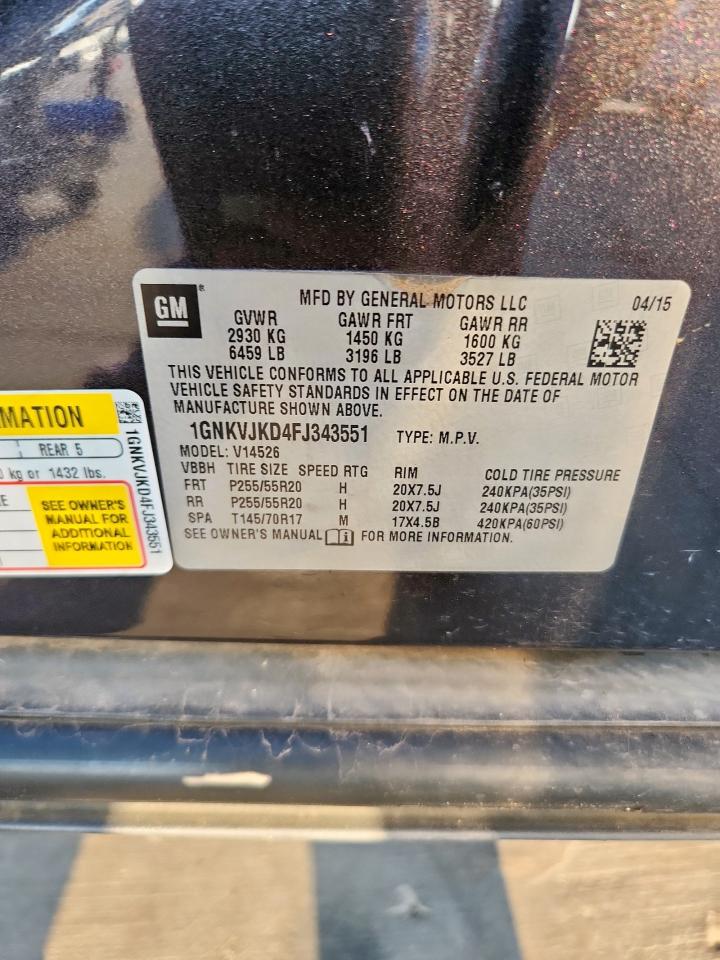 GM
®
MFD BY GENERAL MOTORS LLC 04/15
GVWR GAWR FRT GAWR RR
2930 KG 1450 KG 1600 KG
6459 LB 3196 LB 3527 LB
THIS VEHICLE CONFORMS TO ALL APPLICABLE U.S. FEDERAL MOTOR
VEHICLE SAFETY STANDARDS IN EFFECT ON THE DATE OF
MANUFACTURE SHOWN ABOVE.
1GNKVJKD4FJ343551 TYPE: M.P.V.
MODEL: V14526
VBBH TIRE SIZE SPEED RTG RIM COLD TIRE PRESSURE
FRT P255/55R20 H 20X7.5J 240KPA(35PSI)
RR P255/55R20 H 20X7.5J 240KPA(35PSI)
SPA T145/70R17 M 17X4.5B 420KPA(60PSI)
SEE OWNER'S MANUAL FOR MORE INFORMATION.
MATION
REAR 5
kg or 1432 lbs.
SEE OWNER'S
MANUAL FOR
ADDITIONAL
INFORMATION
1GNKVJKD4FJ343551